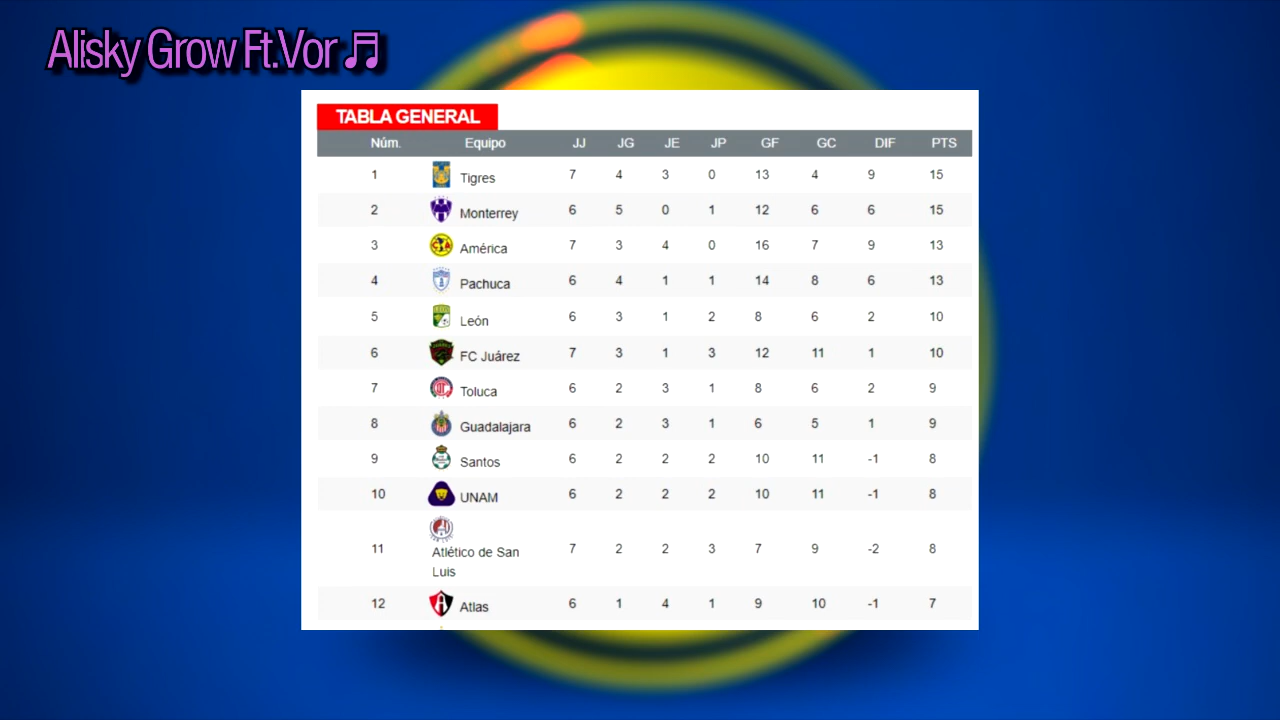 Alisky Grow Ft.Vor 🎵
TABLA GENERAL
Núm. Equipo JJ JG JE JP GF GC DIF PTS
1 Tigres 7 4 3 0 13 4 9 15
2 Monterrey 6 5 0 1 12 6 6 15
3 América 7 3 4 0 16 7 9 13
4 Pachuca 6 4 1 1 14 8 6 13
5 León 6 3 1 2 8 6 2 10
6 FC Juárez 7 3 1 3 12 11 1 10
7 Toluca 6 2 3 1 8 6 2 9
8 Guadalajara 6 2 3 1 6 5 1 9
9 Santos 6 2 2 2 10 11 -1 8
10 UNAM 6 2 2 2 10 11 -1 8
11 Atlético de San 7 2 2 3 7 9 -2 8
Luis
12 Atlas 6 1 4 1 9 10 -1 7